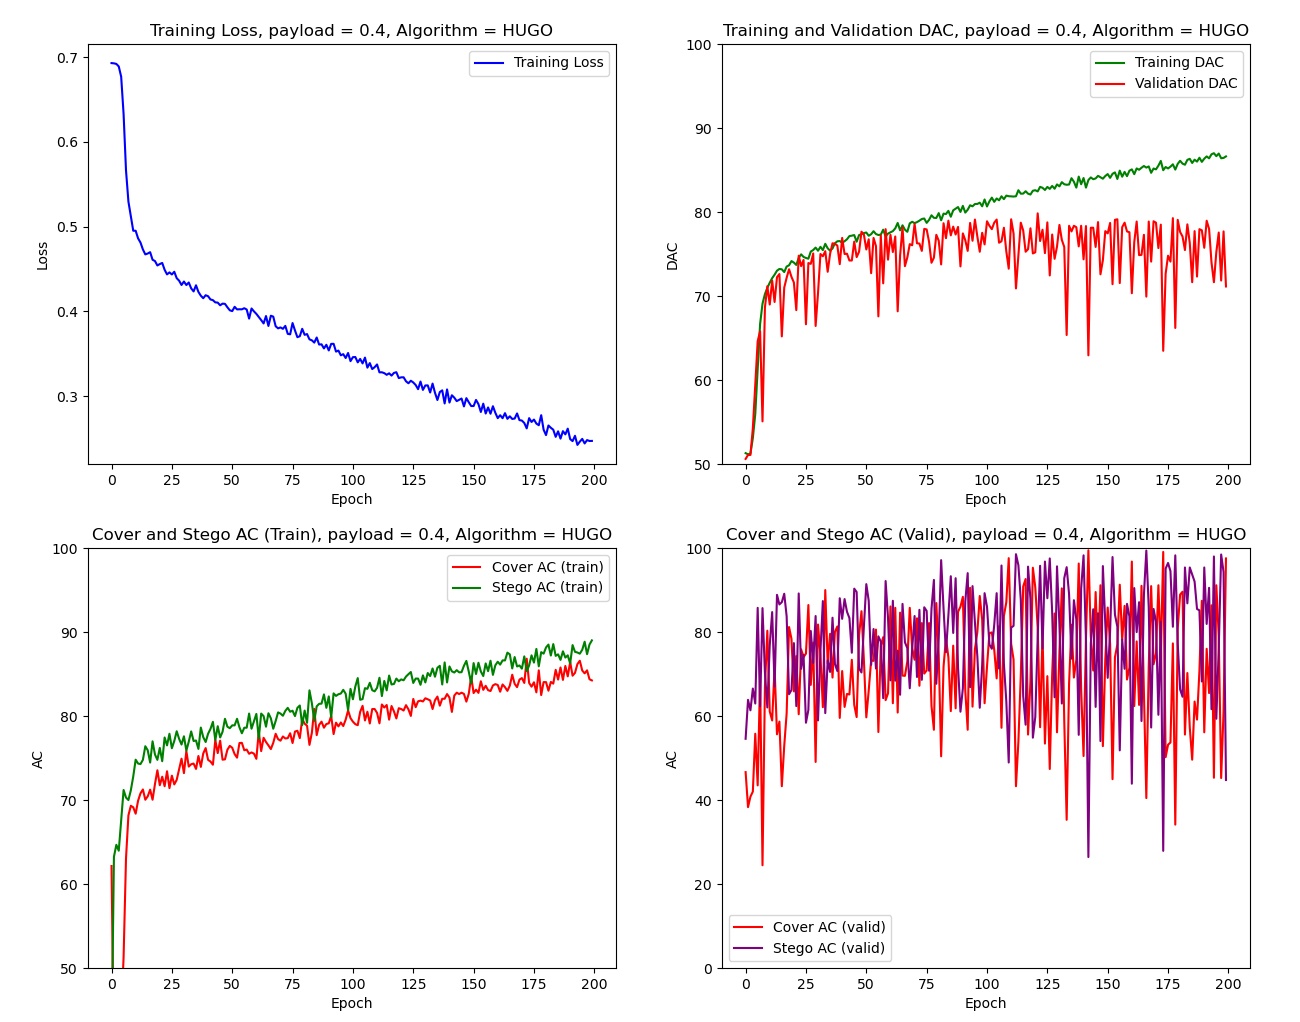 Training Loss, payload = 0.4, Algorithm = HUGO
0.7
0.6
0.5
0.4
0.3
Loss
Training Loss
0 25 50 75 100 125 150 175 200
Epoch
Training and Validation DAC, payload = 0.4, Algorithm = HUGO
100
90
80
70
60
50
DAC
Training DAC
Validation DAC
0 25 50 75 100 125 150 175 200
Epoch
Cover and Stego AC (Train), payload = 0.4, Algorithm = HUGO
100
90
80
70
60
50
AC
Cover AC (train)
Stego AC (train)
0 25 50 75 100 125 150 175 200
Epoch
Cover and Stego AC (Valid), payload = 0.4, Algorithm = HUGO
100
80
60
40
20
0
AC
Cover AC (valid)
Stego AC (valid)
0 25 50 75 100 125 150 175 200
Epoch